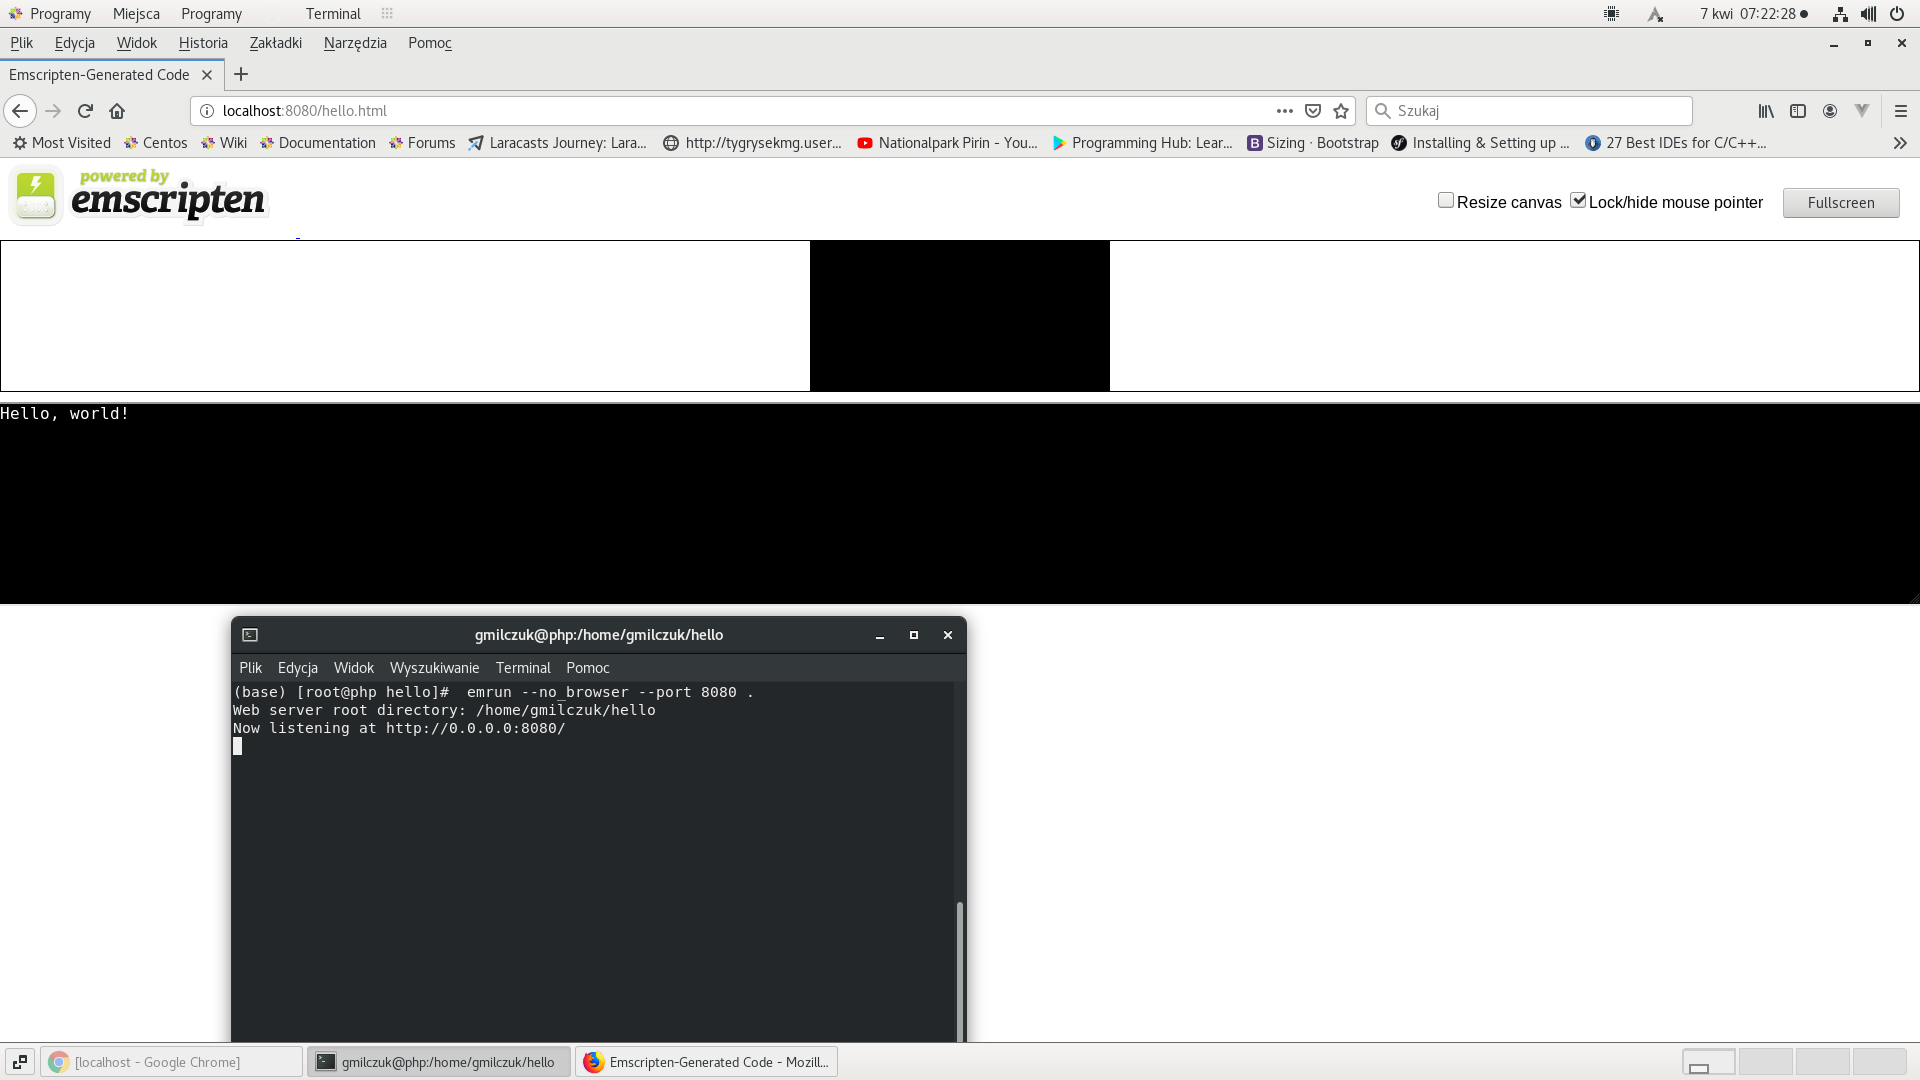 Programy Miejsca Programy Terminal 7 kwi 07:22:28
Plik Edycja Widok Historia Zakładki Narzędzia Pomoc
Emscripten-Generated Code
localhost:8080/hello.html Szukaj
Most Visited Centos Wiki Documentation Forums Laracasts Journey: Lara... http://tygrysekmg.user... Nationalpark Pirin - You... Programming Hub: Lear... B Sizing · Bootstrap Installing & Setting up ... 27 Best IDEs for C/C++...
powered by
emscripten
Resize canvas Lock/hide mouse pointer Fullscreen
Hello, world!
gmilczuk@php:/home/gmilczuk/hello
Plik Edycja Widok Wyszukiwanie Terminal Pomoc
(base) [root@php hello]#  emrun --no_browser --port 8080 .
Web server root directory: /home/gmilczuk/hello
Now listening at http://0.0.0.0:8080/
[localhost - Google Chrome] gmilczuk@php:/home/gmilczuk/hello Emscripten-Generated Code - Mozill...